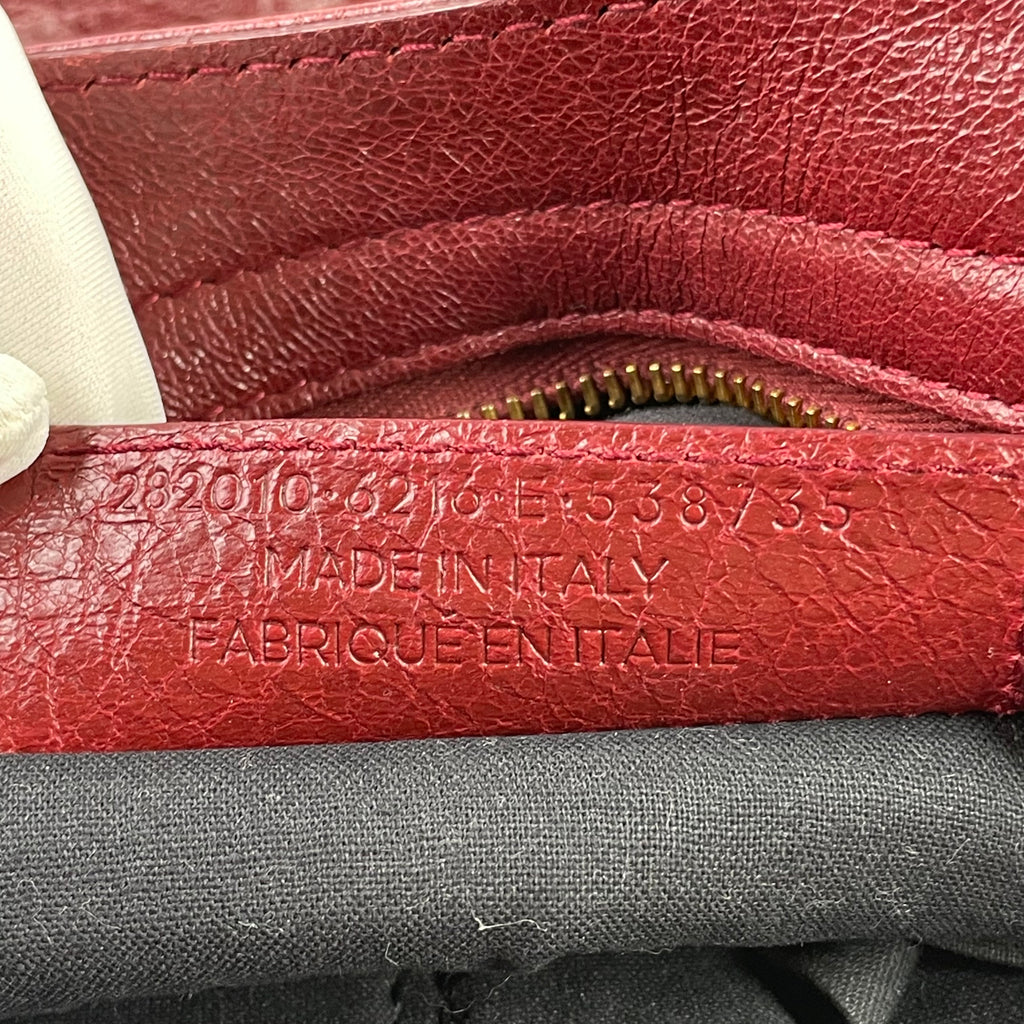 282010·6216·E·538735
MADE IN ITALY
FABRIQUÉ EN ITALIE